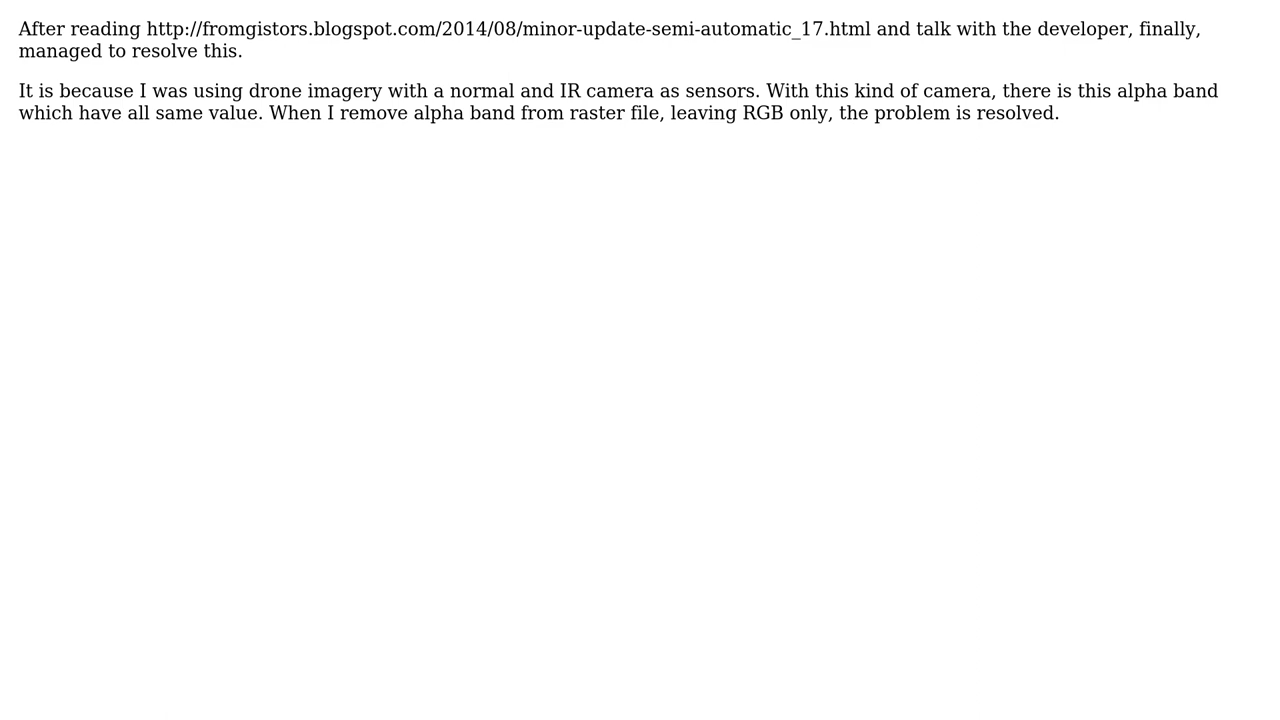 After reading http://fromgistors.blogspot.com/2014/08/minor-update-semi-automatic_17.html and talk with the developer, finally,
managed to resolve this.
It is because I was using drone imagery with a normal and IR camera as sensors. With this kind of camera, there is this alpha band
which have all same value. When I remove alpha band from raster file, leaving RGB only, the problem is resolved.